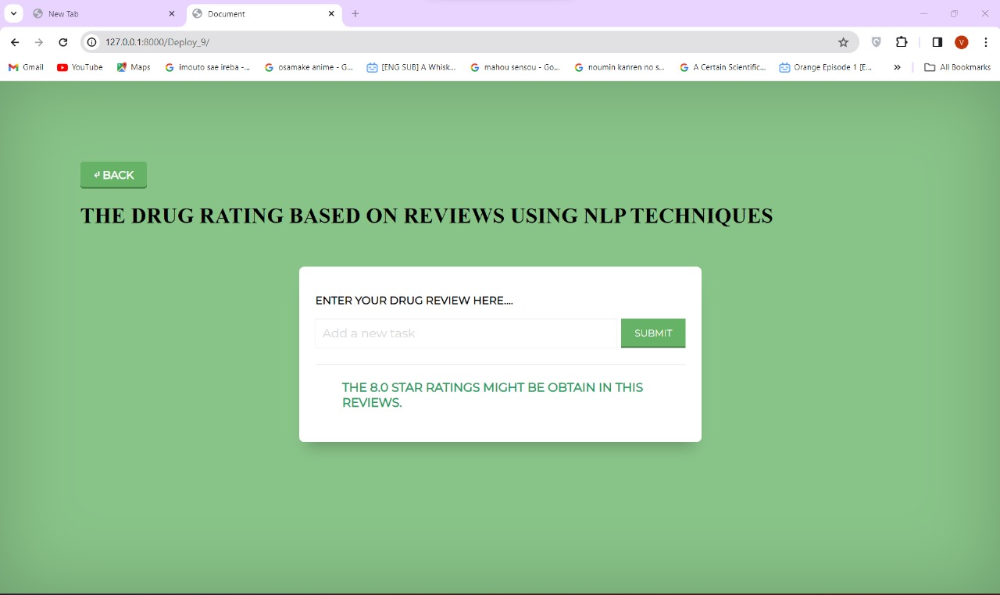 New Tab
Document
127.0.0.1:8000/Deploy_9/
V
Gmail
YouTube
Maps
imouto sae ireba -...
osamake anime - G...
[ENG SUB] A Whisk...
mahou sensou - Go...
noumin kanren no s...
A Certain Scientific...
Orange Episode 1 [E...
All Bookmarks
BACK
THE DRUG RATING BASED ON REVIEWS USING NLP TECHNIQUES
ENTER YOUR DRUG REVIEW HERE....
Add a new task
SUBMIT
THE 8.0 STAR RATINGS MIGHT BE OBTAIN IN THIS
REVIEWS.